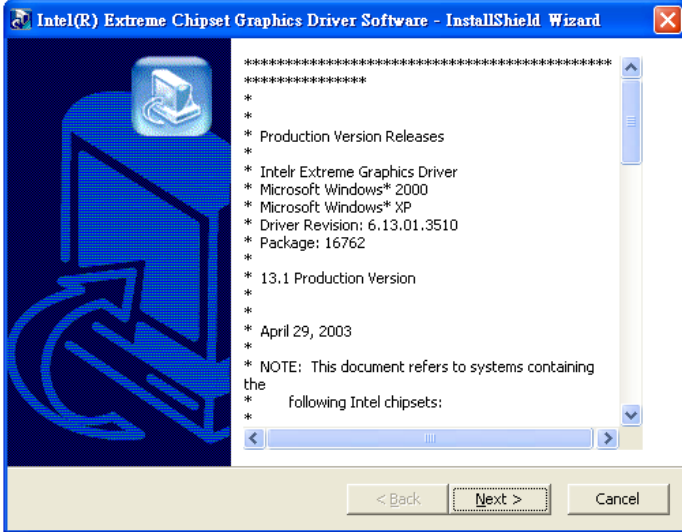 Intel(R) Extreme Chipset Graphics Driver Software - InstallShield Wizard
*********************************************
***************
*
*
* Production Version Releases
*
* Intelr Extreme Graphics Driver
* Microsoft Windows* 2000
* Microsoft Windows* XP
* Driver Revision: 6.13.01.3510
* Package: 16762
*
* 13.1 Production Version
*
*
* April 29, 2003
*
* NOTE: This document refers to systems containing
the
* following Intel chipsets:
*
< Back
Next >
Cancel